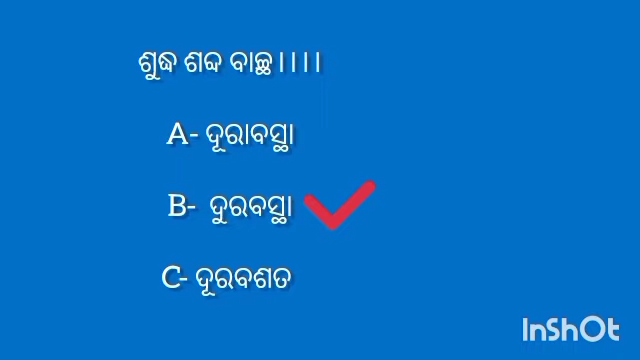 ଶୁଦ୍ଧ ଶବ୍ଦ ବାଚ୍ଛ । । । ।
A- ଦୂରାବସ୍ଥା
B- ଦୁରବସ୍ଥା
C- ଦୂରବଶତ
InShOt